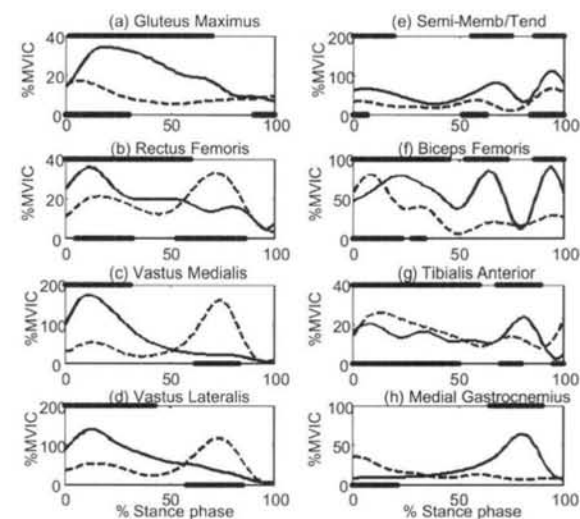 (a) Gluteus Maximus
40
20
0
%MVIC
0 50 100
(b) Rectus Femoris
40
20
0
%MVIC
0 50 100
(c) Vastus Medialis
200
100
0
%MVIC
0 50 100
(d) Vastus Lateralis
200
100
0
%MVIC
0 50 100
% Stance phase
(e) Semi-Memb/Tend
200
100
0
%MVIC
0 50 100
(f) Biceps Femoris
100
50
0
%MVIC
0 50 100
(g) Tibialis Anterior
40
20
0
%MVIC
0 50 100
(h) Medial Gastrocnemius
100
50
0
%MVIC
0 50 100
% Stance phase